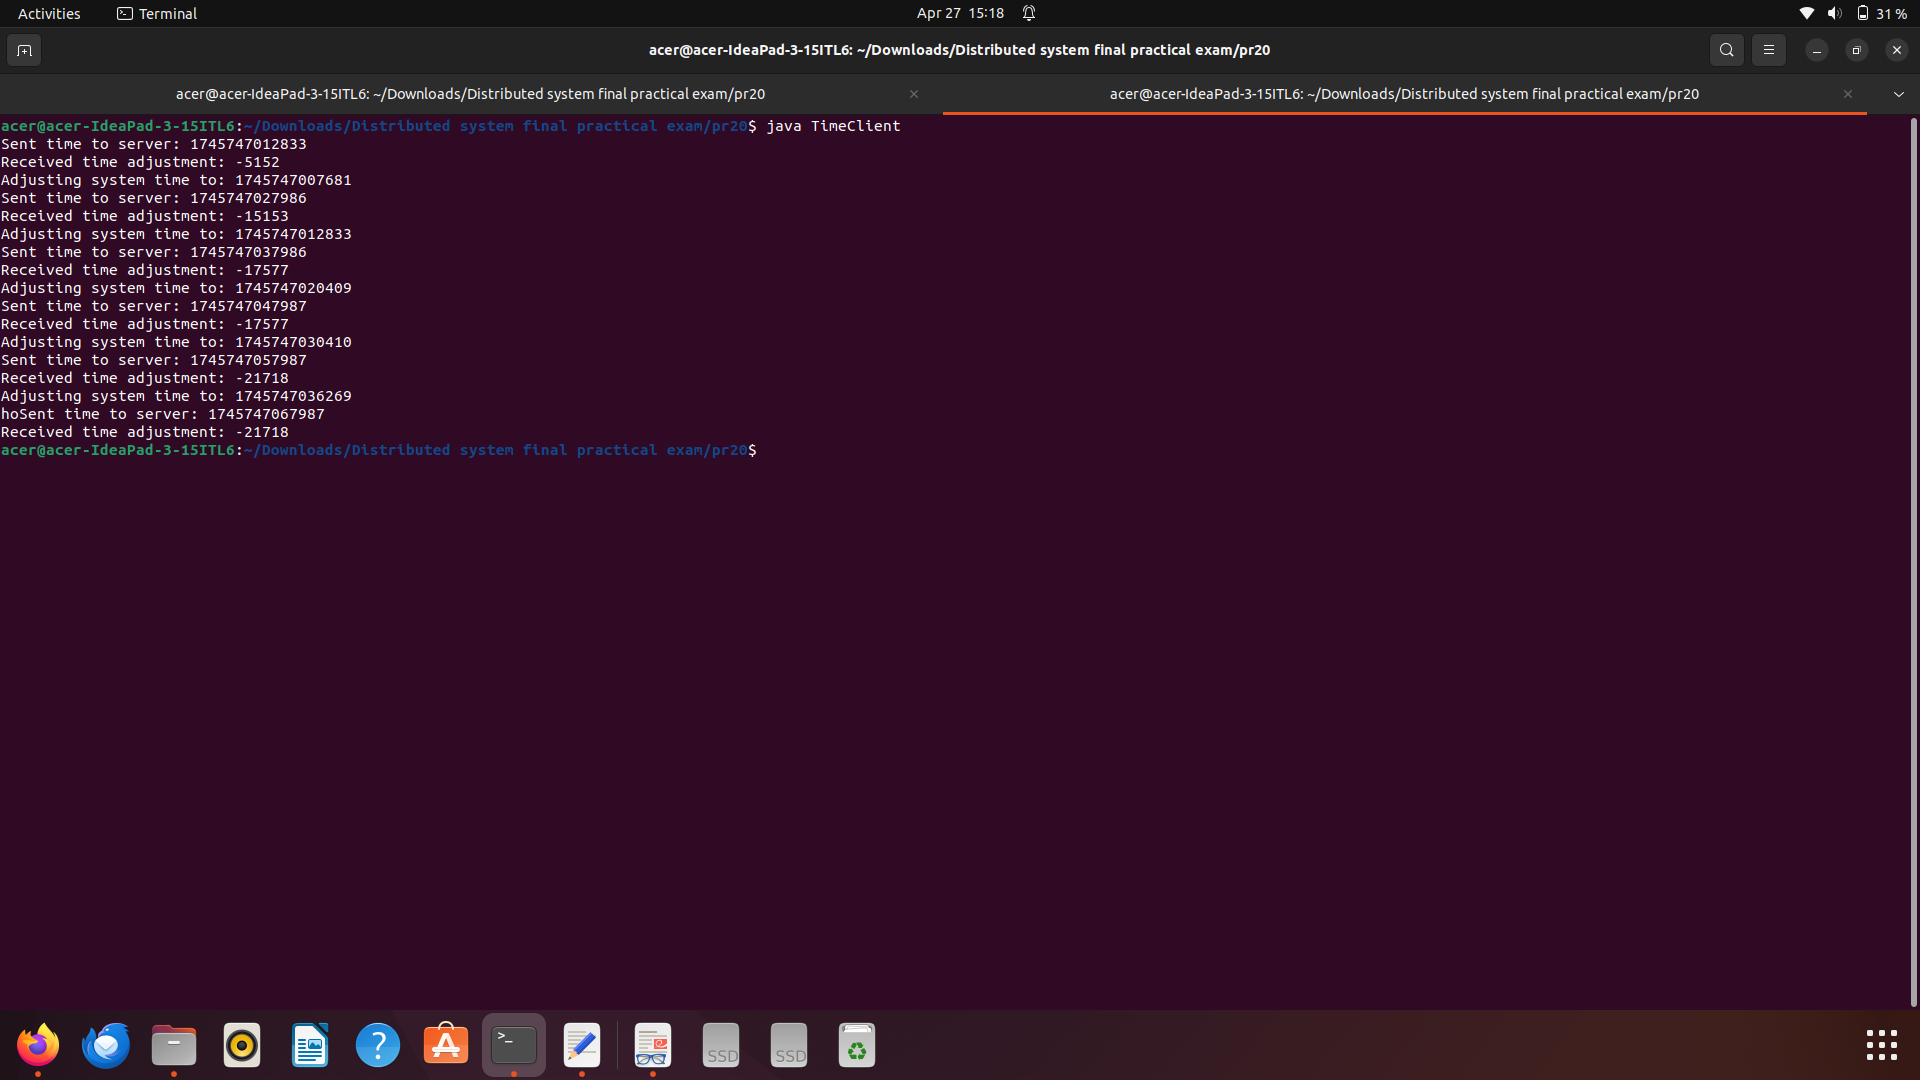 Activities
Terminal
Apr 27 15:18
31 %
acer@acer-IdeaPad-3-15ITL6: ~/Downloads/Distributed system final practical exam/pr20
acer@acer-IdeaPad-3-15ITL6: ~/Downloads/Distributed system final practical exam/pr20
acer@acer-IdeaPad-3-15ITL6: ~/Downloads/Distributed system final practical exam/pr20
acer@acer-IdeaPad-3-15ITL6:~/Downloads/Distributed system final practical exam/pr20$ java TimeClient
Sent time to server: 1745747012833
Received time adjustment: -5152
Adjusting system time to: 1745747007681
Sent time to server: 1745747027986
Received time adjustment: -15153
Adjusting system time to: 1745747012833
Sent time to server: 1745747037986
Received time adjustment: -17577
Adjusting system time to: 1745747020409
Sent time to server: 1745747047987
Received time adjustment: -17577
Adjusting system time to: 1745747030410
Sent time to server: 1745747057987
Received time adjustment: -21718
Adjusting system time to: 1745747036269
hoSent time to server: 1745747067987
Received time adjustment: -21718
acer@acer-IdeaPad-3-15ITL6:~/Downloads/Distributed system final practical exam/pr20$
SSD
SSD